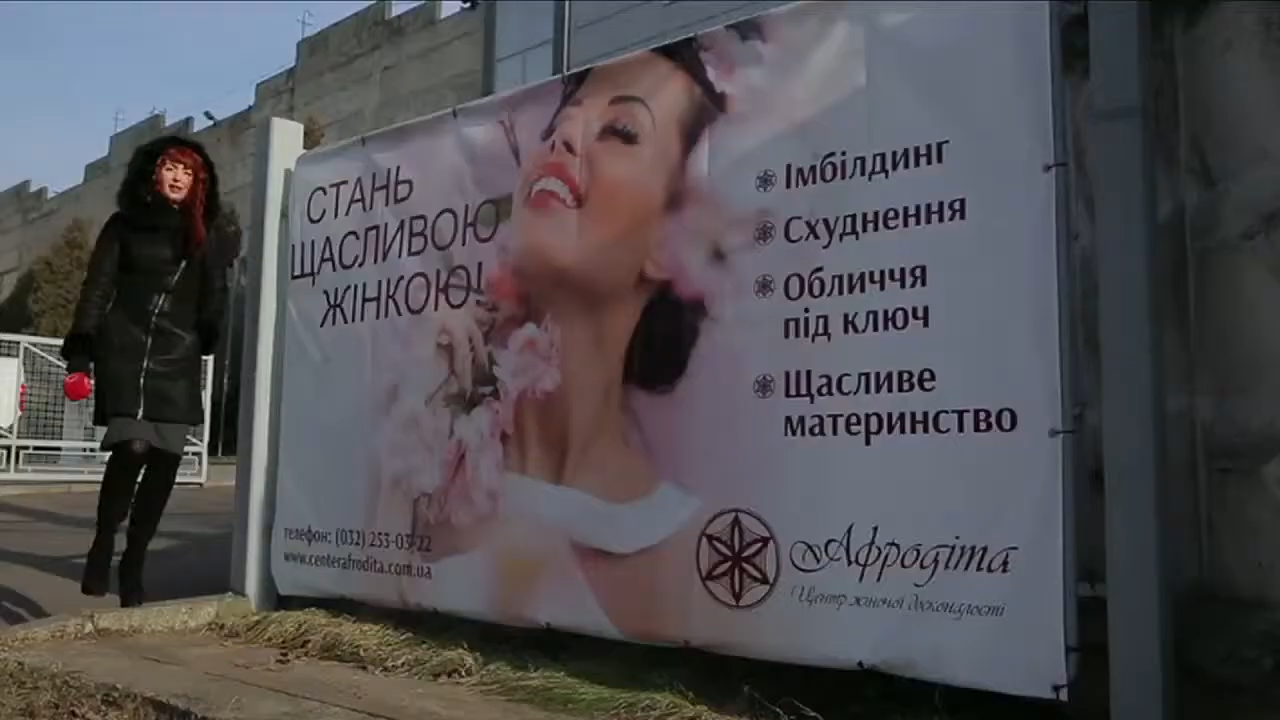 СТАНЬ
ЩАСЛИВОЮ
ЖІНКОЮ!
Імбілдинг
Схуднення
Обличчя
під ключ
Щасливе
материнство
телефон: (032) 253-03-22
www.centerafrodita.com.ua
Афродіта
Центр жіночої досконалості